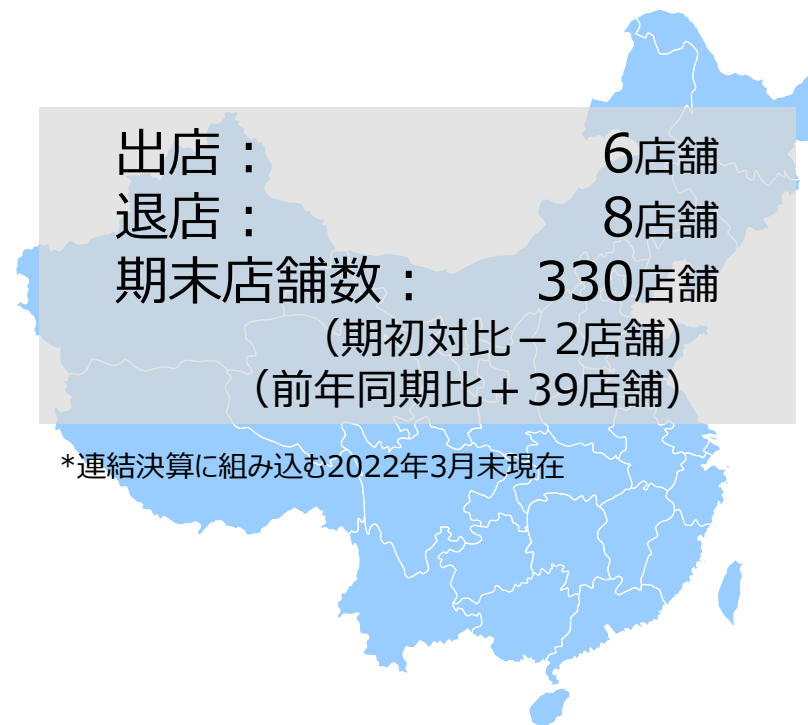 出店： 6店舗
退店： 8店舗
期末店舗数： 330店舗
（期初対比－2店舗）
（前年同期比＋39店舗）
*連結決算に組み込む2022年3月末現在